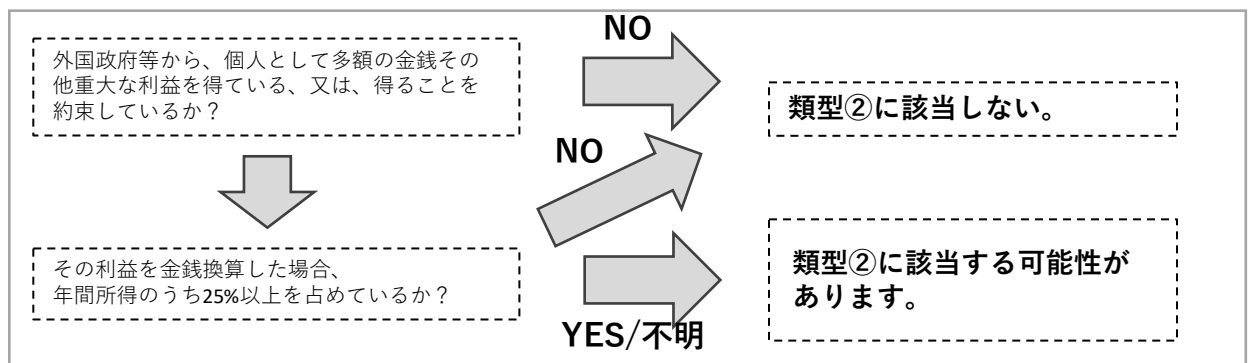 外国政府等から、個人として多額の金銭その
他重大な利益を得ている、又は、得ることを
約束しているか？
NO
類型②に該当しない。
NO
その利益を金銭換算した場合、
年間所得のうち25%以上を占めているか？
YES/不明
類型②に該当する可能性が
あります。